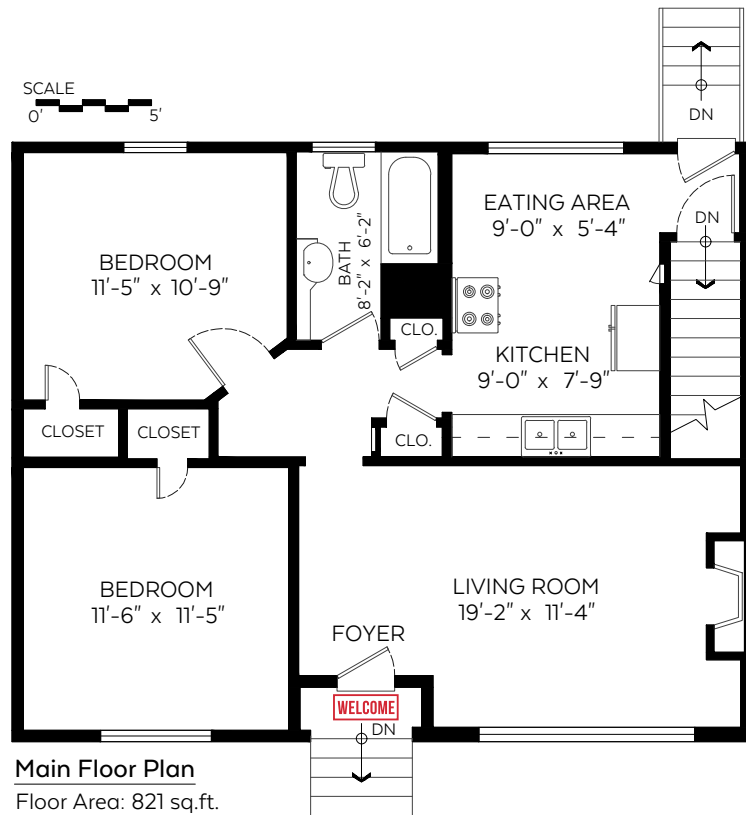 SCALE
0' 5'
DN
EATING AREA
9'-0" x 5'-4"
DN
BATH
8'-2" x 6'-2"
BEDROOM
11'-5" x 10'-9"
CLO.
KITCHEN
9'-0" x 7'-9"
CLOSET
CLOSET
CLO.
BEDROOM
11'-6" x 11'-5"
LIVING ROOM
19'-2" x 11'-4"
FOYER
WELCOME
DN
Main Floor Plan
Floor Area: 821 sq.ft.